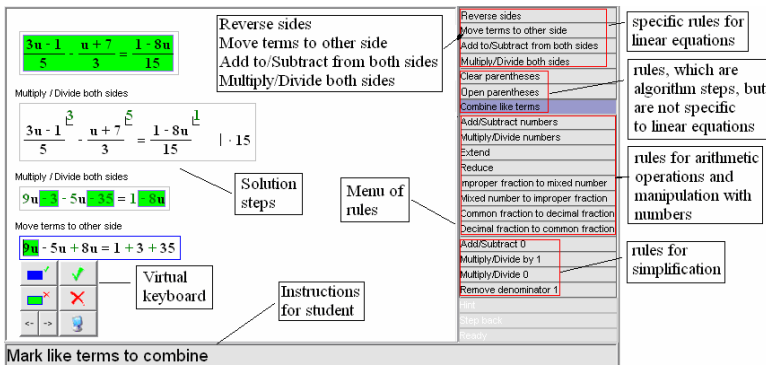 3u - 1 / 5 - u + 7 / 3 = 1 - 8u / 15
Multiply / Divide both sides
3 5 1
3u - 1 / 5 - u + 7 / 3 = 1 - 8u / 15 | · 15
Multiply / Divide both sides
9u - 3 - 5u - 35 = 1 - 8u
Move terms to other side
9u - 5u + 8u = 1 + 3 + 35
<- ->
Mark like terms to combine
Reverse sides
Move terms to other side
Add to/Subtract from both sides
Multiply/Divide both sides
Solution
steps
Virtual
keyboard
Instructions
for student
Menu of
rules
Reverse sides
Move terms to other side
Add to/Subtract from both sides
Multiply/Divide both sides
Clear parentheses
Open parentheses
Combine like terms
Add/Subtract numbers
Multiply/Divide numbers
Extend
Reduce
Improper fraction to mixed number
Mixed number to improper fraction
Common fraction to decimal fraction
Decimal fraction to common fraction
Add/Subtract 0
Multiply/Divide by 1
Multiply/Divide 0
Remove denominator 1
Hint
Step back
Ready
specific rules for
linear equations
rules, which are
algorithm steps, but
are not specific
to linear equations
rules for arithmetic
operations and
manipulation with
numbers
rules for
simplification